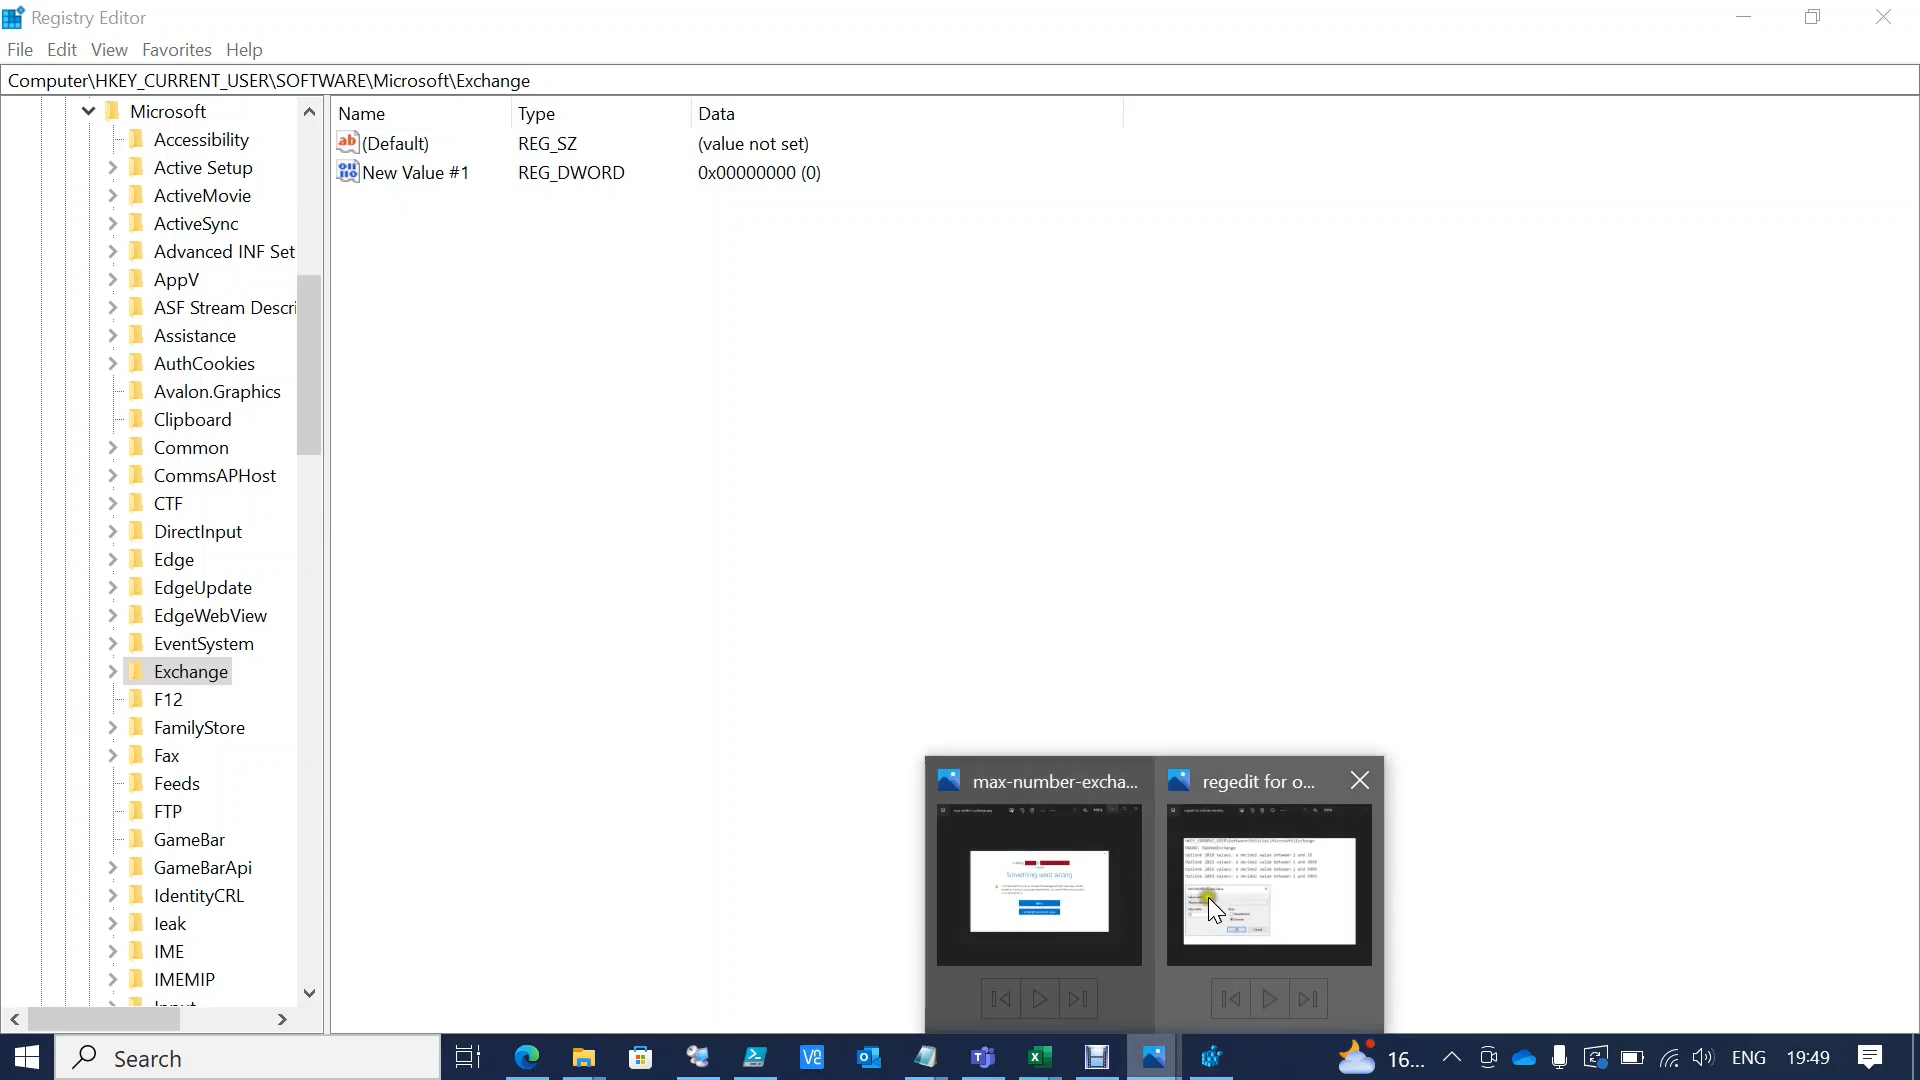 Registry Editor
File Edit View Favorites Help
Computer\HKEY_CURRENT_USER\SOFTWARE\Microsoft\Exchange
Microsoft
Accessibility
Active Setup
ActiveMovie
ActiveSync
Advanced INF Set
AppV
ASF Stream Descri
Assistance
AuthCookies
Avalon.Graphics
Clipboard
Common
CommsAPHost
CTF
DirectInput
Edge
EdgeUpdate
EdgeWebView
EventSystem
Exchange
F12
FamilyStore
Fax
Feeds
FTP
GameBar
GameBarApi
IdentityCRL
Ieak
IME
IMEMIP
Name Type Data
(Default) REG_SZ (value not set)
New Value #1 REG_DWORD 0x00000000 (0)
max-number-excha...
Something went wrong
regedit for o...
Search
16... ENG 19:49